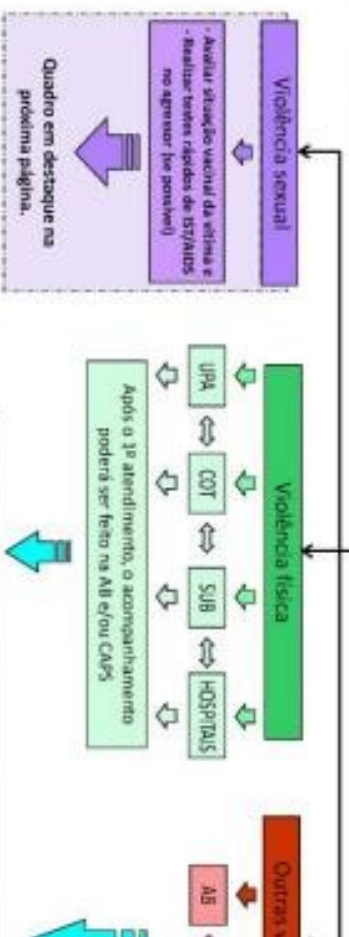 Violência sexual
- Avaliar situação vacinal da vítima e
- Realizar testes rápidos de IST/AIDS
no agressor (se possível)
Quadro em destaque na
próxima página.
Violência física
UPA
COT
SUB
HOSPITAIS
Após o 1º atendimento, o acompanhamento
poderá ser feito na AB e/ou CAPS
Outras v
AB